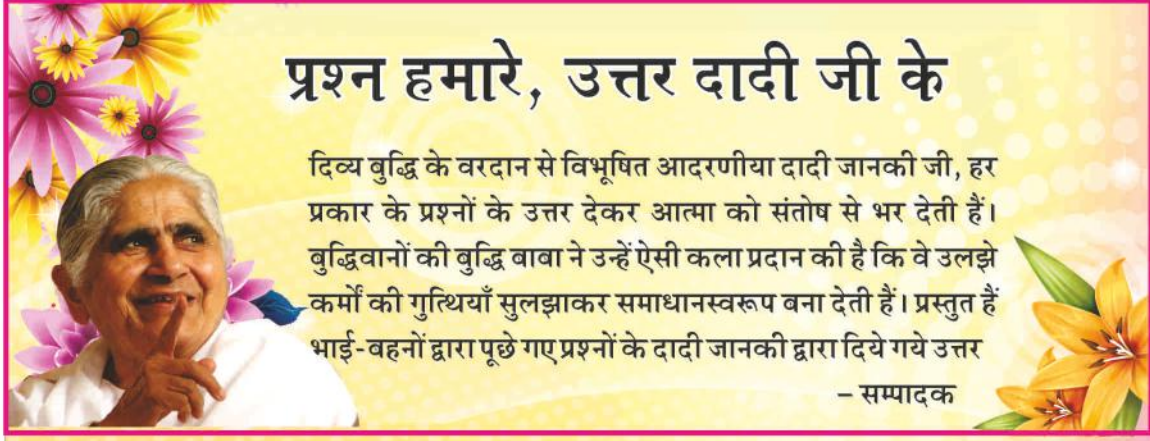 प्रश्न हमारे, उत्तर दादी जी के
दिव्य बुद्धि के वरदान से विभूषित आदरणीया दादी जानकी जी, हर
प्रकार के प्रश्नों के उत्तर देकर आत्मा को संतोष से भर देती हैं।
बुद्धिवानों की बुद्धि बाबा ने उन्हें ऐसी कला प्रदान की है कि वे उलझे
कर्मों की गुत्थियाँ सुलझाकर समाधानस्वरूप बना देती हैं। प्रस्तुत हैं
भाई-बहनों द्वारा पूछे गए प्रश्नों के दादी जानकी द्वारा दिये गये उत्तर
– सम्पादक